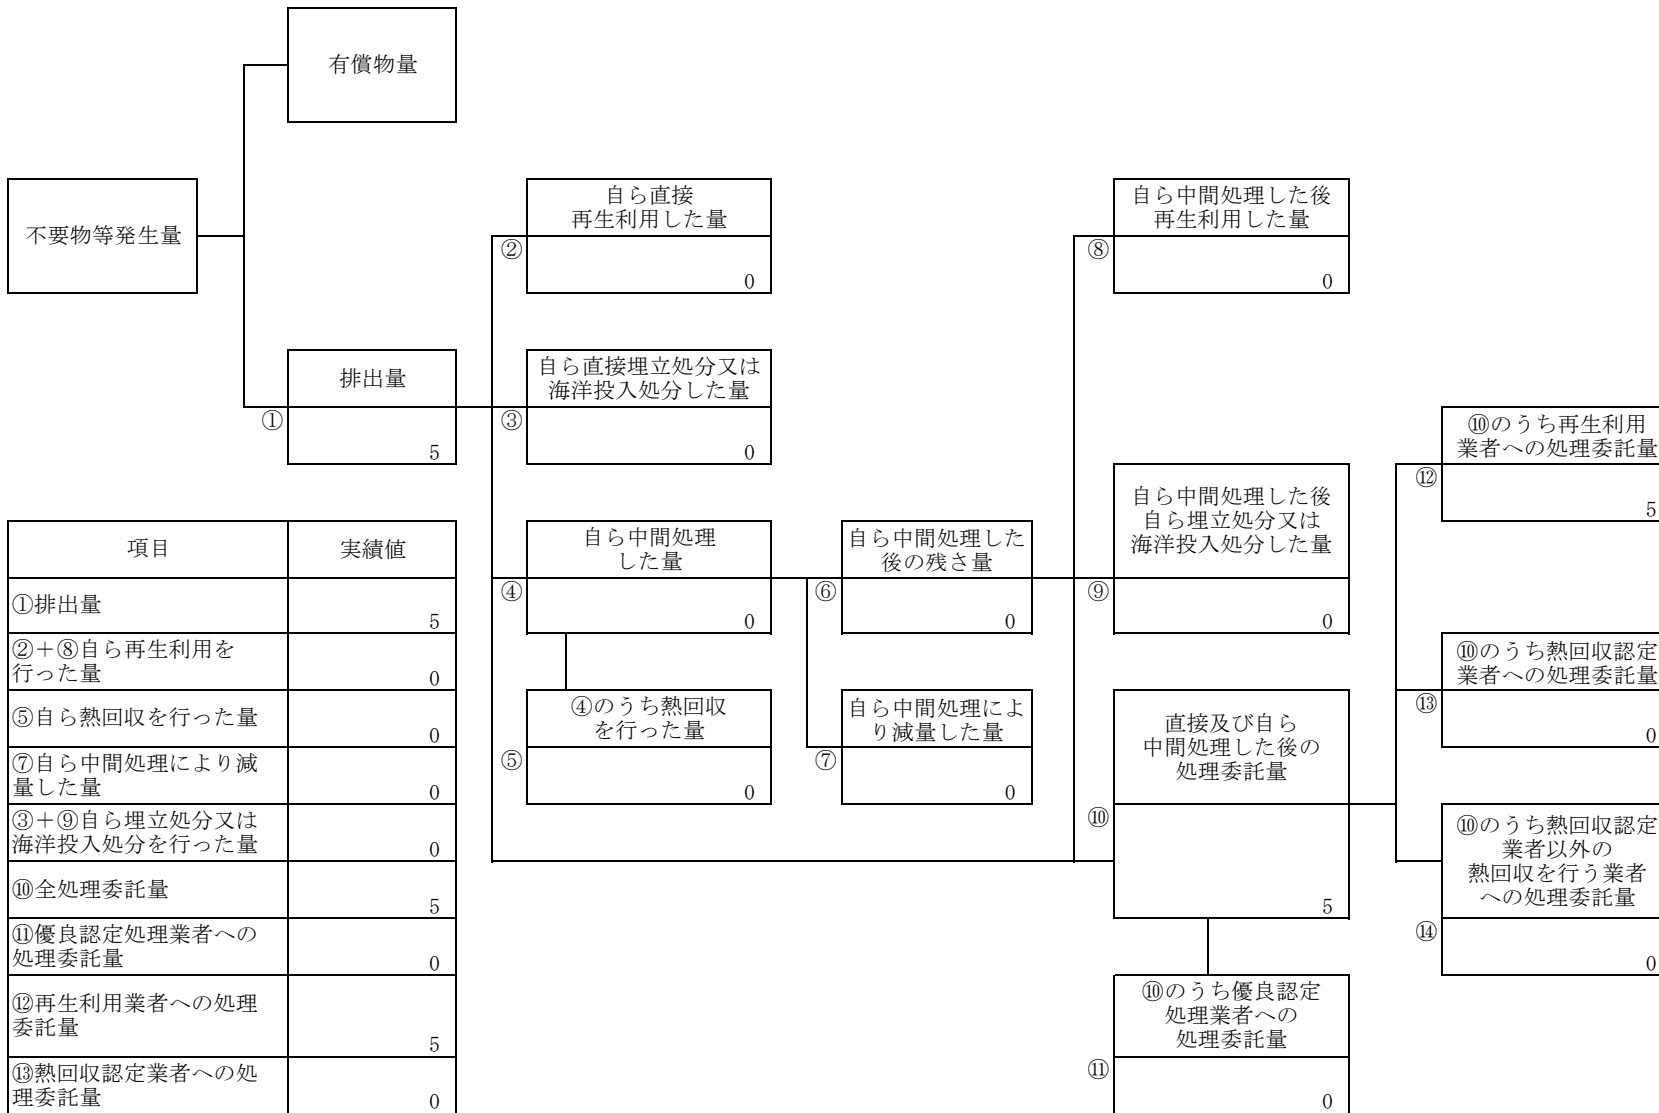 有償物量
不要物等発生量
自ら直接
再生利用した量
②
0
自ら中間処理した後
再生利用した量
⑧
0
排出量
①
5
自ら直接埋立処分又は
海洋投入処分した量
③
0
⑩のうち再生利用
業者への処理委託量
⑫
5
自ら中間処理した後
自ら埋立処分又は
海洋投入処分した量
⑨
0
自ら中間処理
した量
④
0
自ら中間処理した
後の残さ量
⑥
0
⑩のうち熱回収認定
業者への処理委託量
⑬
0
④のうち熱回収
を行った量
⑤
0
自ら中間処理によ
り減量した量
⑦
0
直接及び自ら
中間処理した後の
処理委託量
⑩
5
⑩のうち熱回収認定
業者以外の
熱回収を行う業者
への処理委託量
⑭
0
⑩のうち優良認定
処理業者への
処理委託量
⑪
0
項目 実績値
①排出量
5
②+⑧自ら再生利用を
行った量
0
⑤自ら熱回収を行った量
0
⑦自ら中間処理により減
量した量
0
③+⑨自ら埋立処分又は
海洋投入処分を行った量
0
⑩全処理委託量
5
⑪優良認定処理業者への
処理委託量
0
⑫再生利用業者への処理
委託量
5
⑬熱回収認定業者への処
理委託量
0